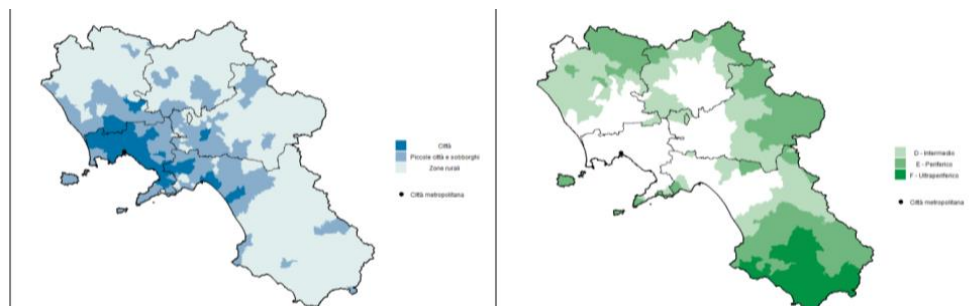 Città
Piccole città e sobborghi
Zone rurali
Città metropolitana
D - Intermedio
E - Periferico
F - Ultraperiferico
Città metropolitana